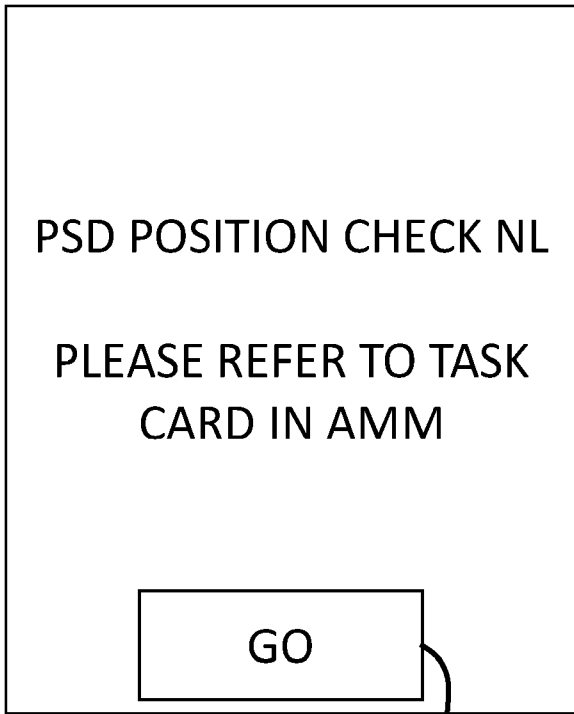 PSD POSITION CHECK NL
PLEASE REFER TO TASK
CARD IN AMM
GO